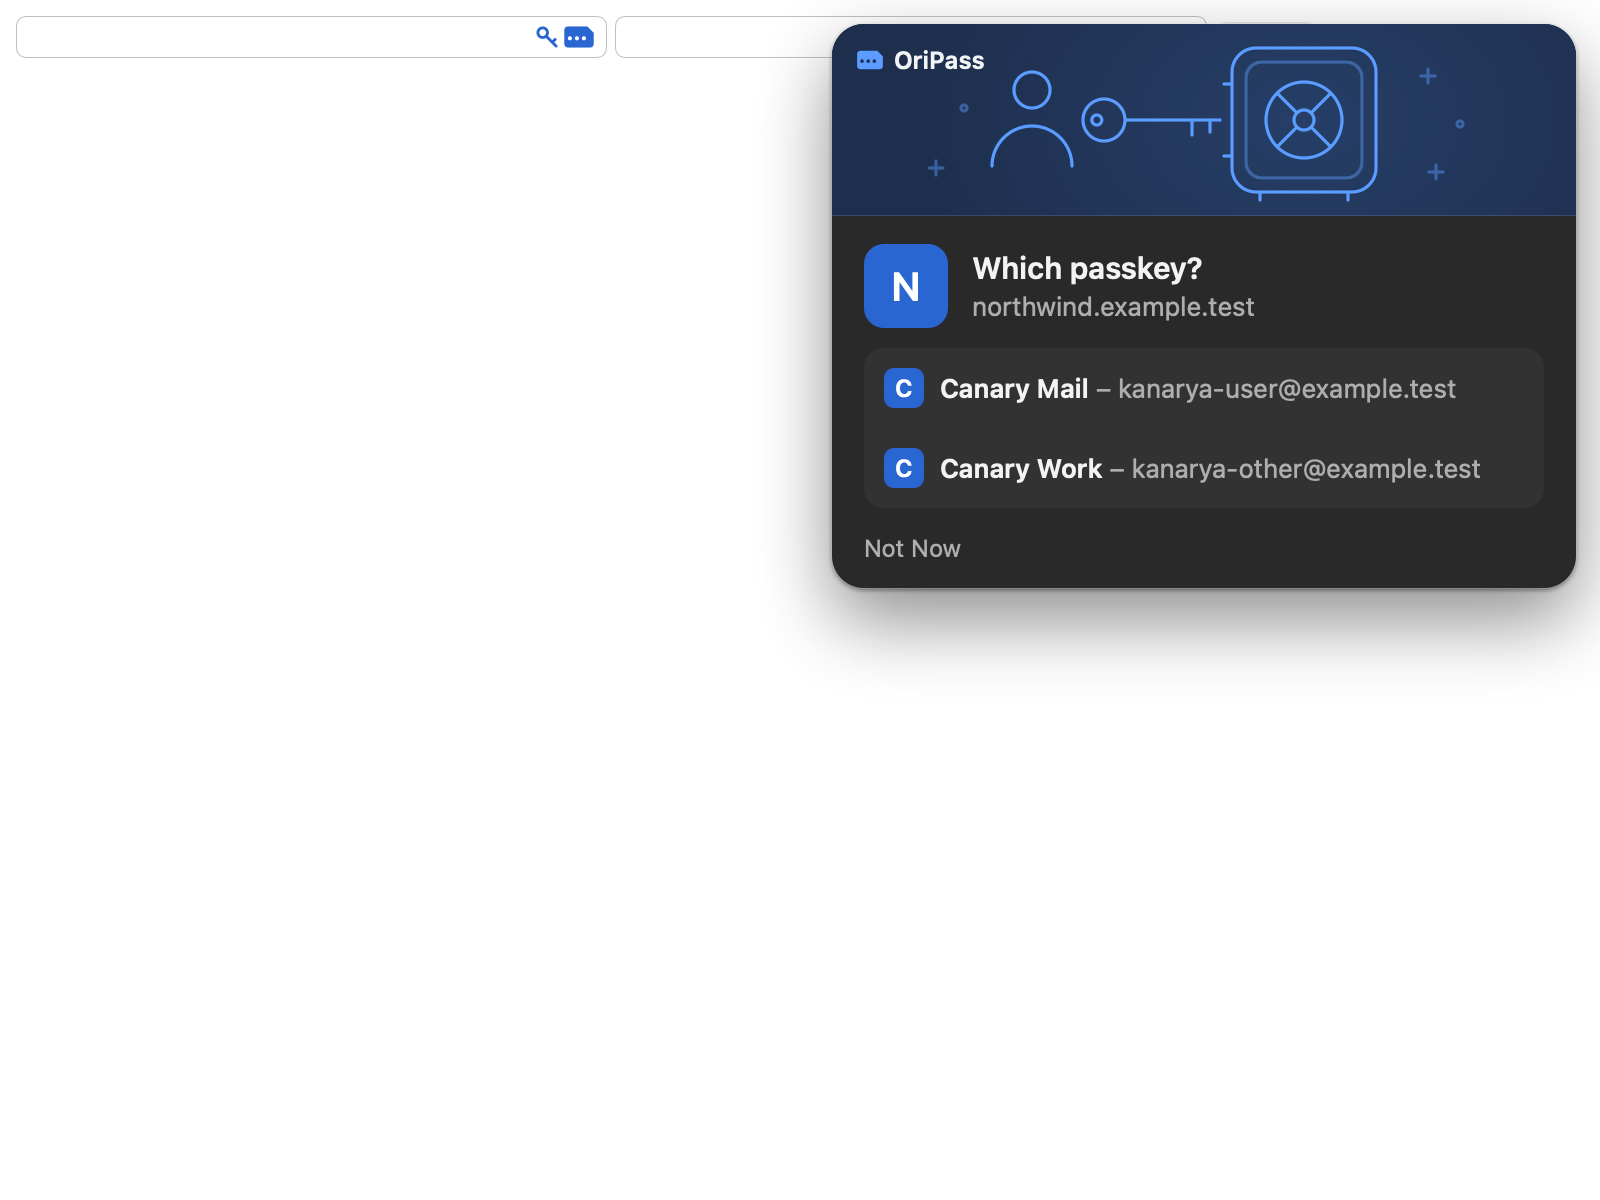 OriPass
N
Which passkey?
northwind.example.test
C Canary Mail – kanarya-user@example.test
C Canary Work – kanarya-other@example.test
Not Now